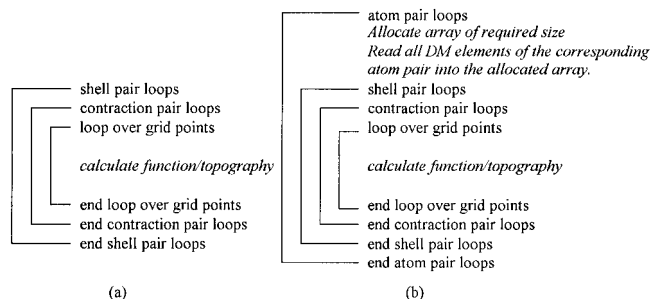 shell pair loops
contraction pair loops
loop over grid points
calculate function/topography
end loop over grid points
end contraction pair loops
end shell pair loops
(a)
atom pair loops
Allocate array of required size
Read all DM elements of the corresponding
atom pair into the allocated array.
shell pair loops
contraction pair loops
loop over grid points
calculate function/topography
end loop over grid points
end contraction pair loops
end shell pair loops
end atom pair loops
(b)